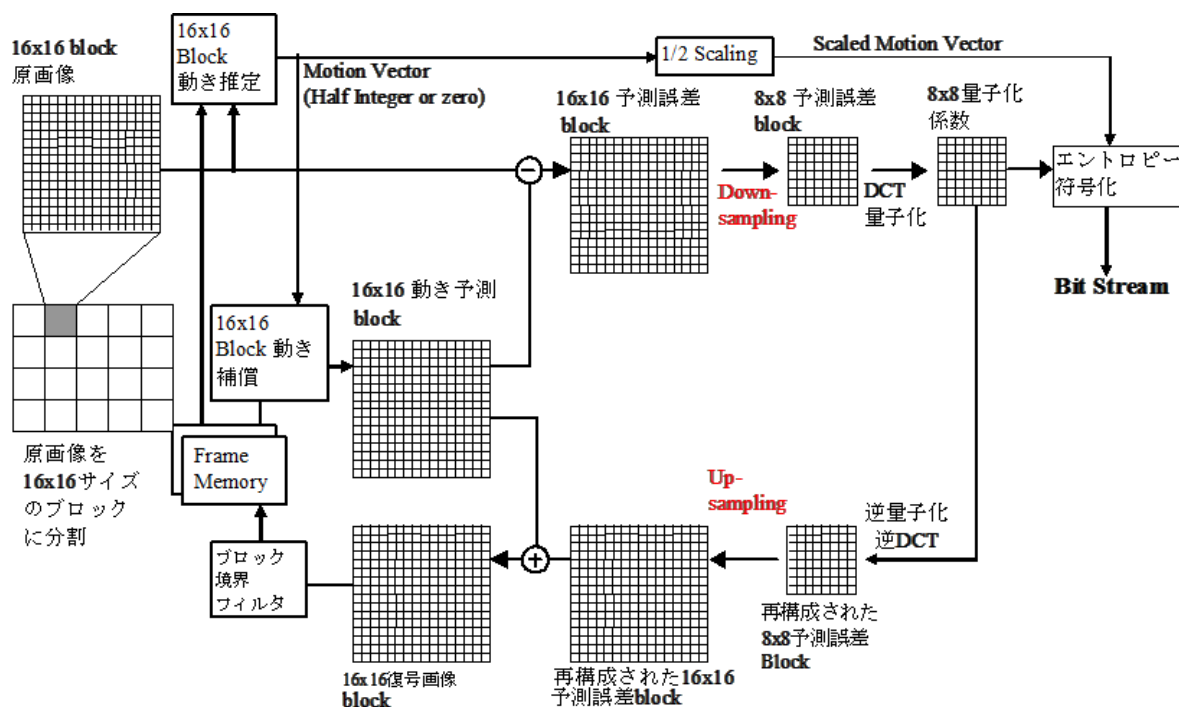 16x16 block
原画像
16x16
Block
動き推定
Motion Vector
(Half Integer or zero)
1/2 Scaling
Scaled Motion Vector
16x16 予測誤差
block
8x8 予測誤差
block
8x8量子化
係数
Down-
sampling
DCT
量子化
エントロピー
符号化
Bit Stream
16x16
Block 動き
補償
16x16 動き予測
block
原画像を
16x16サイズ
のブロック
に分割
Frame
Memory
ブロック
境界
フィルタ
Up-
sampling
逆量子化
逆DCT
16x16復号画像
block
再構成された16x16
予測誤差block
再構成された
8x8予測誤差
Block